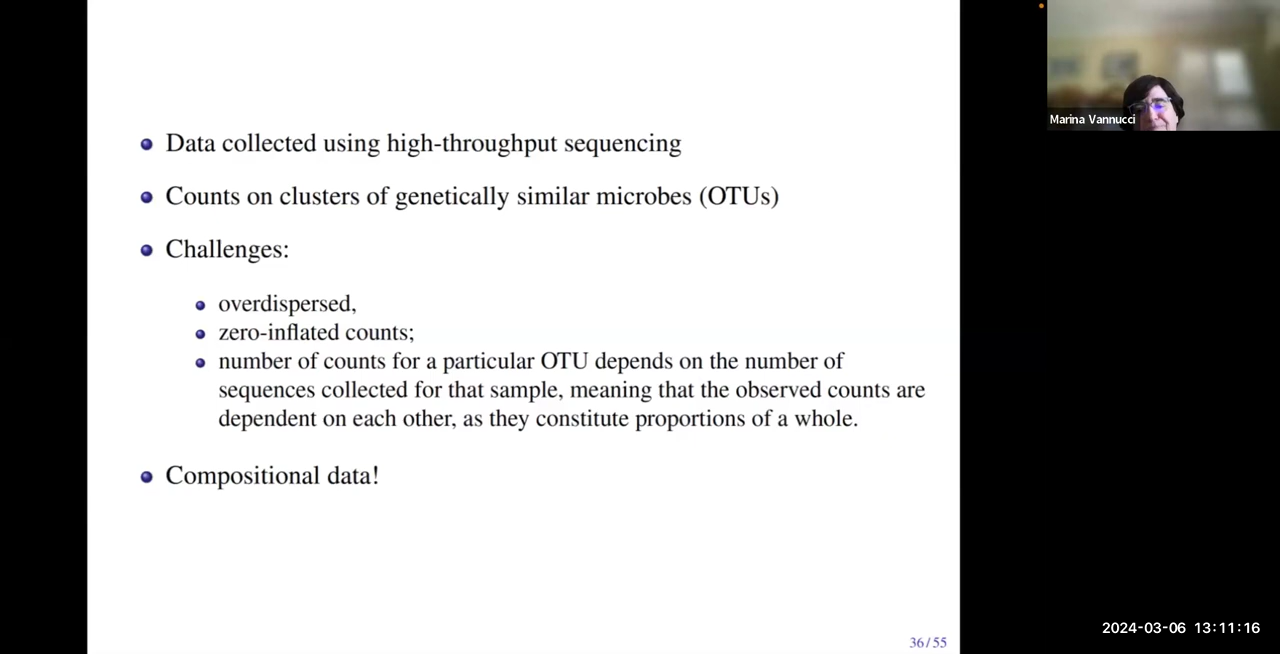 Data collected using high-throughput sequencing
Counts on clusters of genetically similar microbes (OTUs)
Challenges:
overdispersed,
zero-inflated counts;
number of counts for a particular OTU depends on the number of
sequences collected for that sample, meaning that the observed counts are
dependent on each other, as they constitute proportions of a whole.
Compositional data!
36/55
Marina Vannucci
2024-03-06 13:11:16